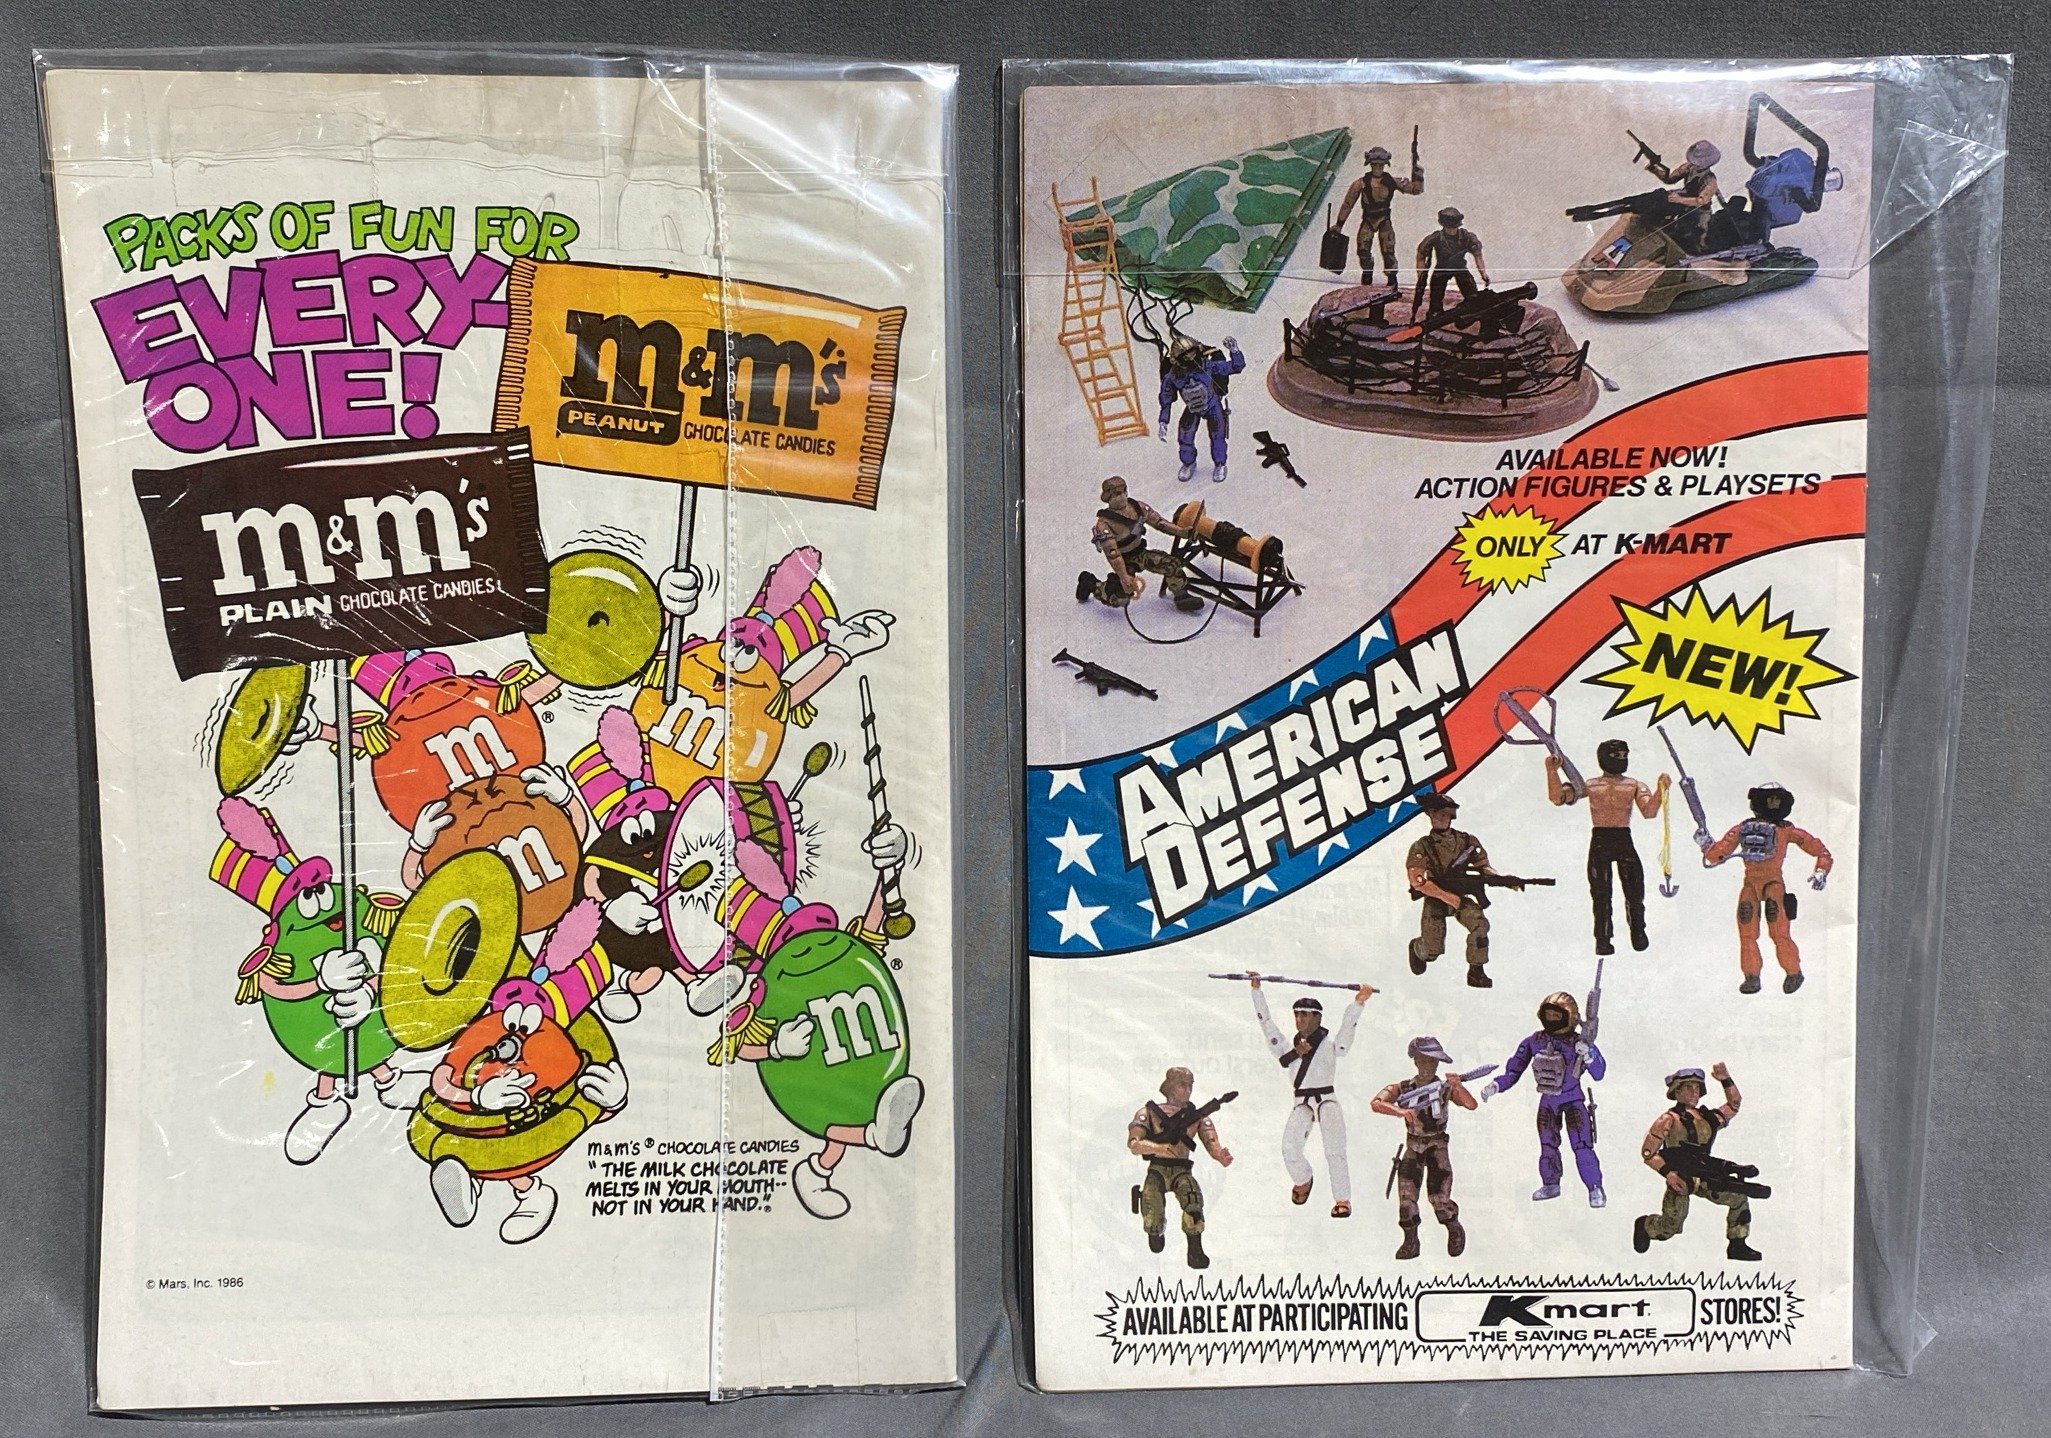 PACKS OF FUN FOR
EVERY-
ONE!
m&m's
PEANUT CHOCOLATE CANDIES
m&m's
PLAIN CHOCOLATE CANDIES
m
®
m
m
m
®
m&m's® CHOCOLATE CANDIES
"THE MILK CHOCOLATE
MELTS IN YOUR MOUTH--
NOT IN YOUR HAND."®
© Mars, Inc. 1986
AVAILABLE NOW!
ACTION FIGURES & PLAYSETS
ONLY AT K-MART
NEW!
AMERICAN
DEFENSE
AVAILABLE AT PARTICIPATING Kmart STORES!
THE SAVING PLACE